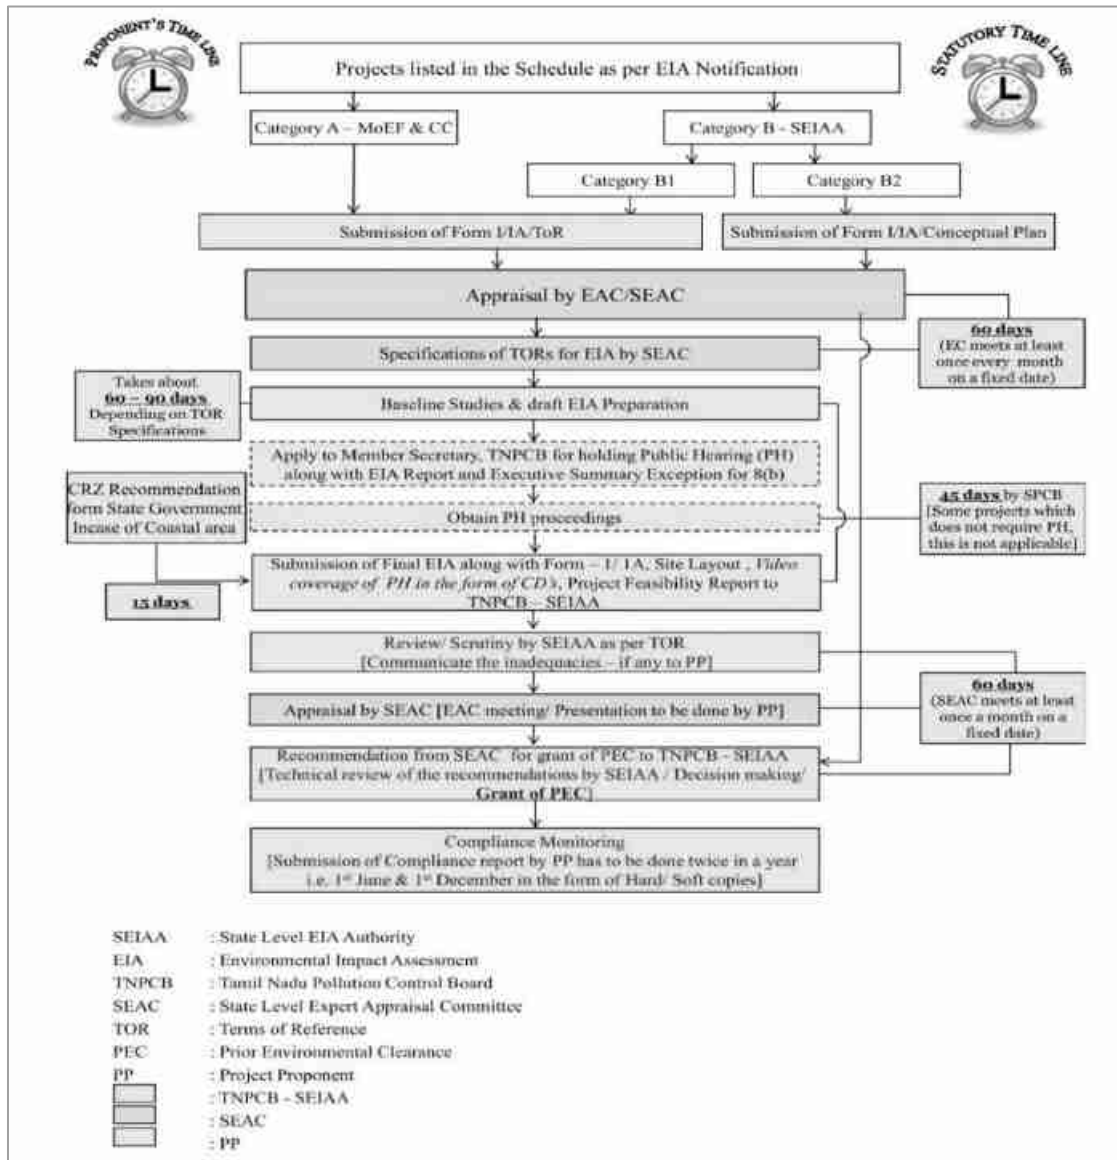 PROPONENT'S TIME LINE
STATUTORY TIME LINE
Projects listed in the Schedule as per EIA Notification
Category A – MoEF & CC
Category B - SEIAA
Category B1
Category B2
Submission of Form I/IA/ToR
Submission of Form I/IA/Conceptual Plan
Appraisal by EAC/SEAC
60 days
(EC meets at least
once every month
on a fixed date)
Specifications of TORs for EIA by SEAC
Takes about
60 – 90 days
Depending on TOR
Specifications
Baseline Studies & draft EIA Preparation
Apply to Member Secretary, TNPCB for holding Public Hearing (PH)
along with EIA Report and Executive Summary Exception for 8(b)
CRZ Recommendation
form State Government
Incase of Coastal area
45 days by SPCB
[Some projects which
does not require PH,
this is not applicable]
Obtain PH proceedings
Submission of Final EIA along with Form – 1/ 1A, Site Layout , Video
coverage of PH in the form of CD's, Project Feasibility Report to
TNPCB – SEIAA
15 days
Review/ Scrutiny by SEIAA as per TOR
[Communicate the inadequacies – if any to PP]
60 days
(SEAC meets at least
once a month on a
fixed date)
Appraisal by SEAC [EAC meeting/ Presentation to be done by PP]
Recommendation from SEAC for grant of PEC to TNPCB - SEIAA
[Technical review of the recommendations by SEIAA / Decision making/
Grant of PEC]
Compliance Monitoring
[Submission of Compliance report by PP has to be done twice in a year
i.e. 1st June & 1st December in the form of Hard/ Soft copies]
SEIAA : State Level EIA Authority
EIA : Environmental Impact Assessment
TNPCB : Tamil Nadu Pollution Control Board
SEAC : State Level Expert Appraisal Committee
TOR : Terms of Reference
PEC : Prior Environmental Clearance
PP : Project Proponent
: TNPCB - SEIAA
: SEAC
: PP